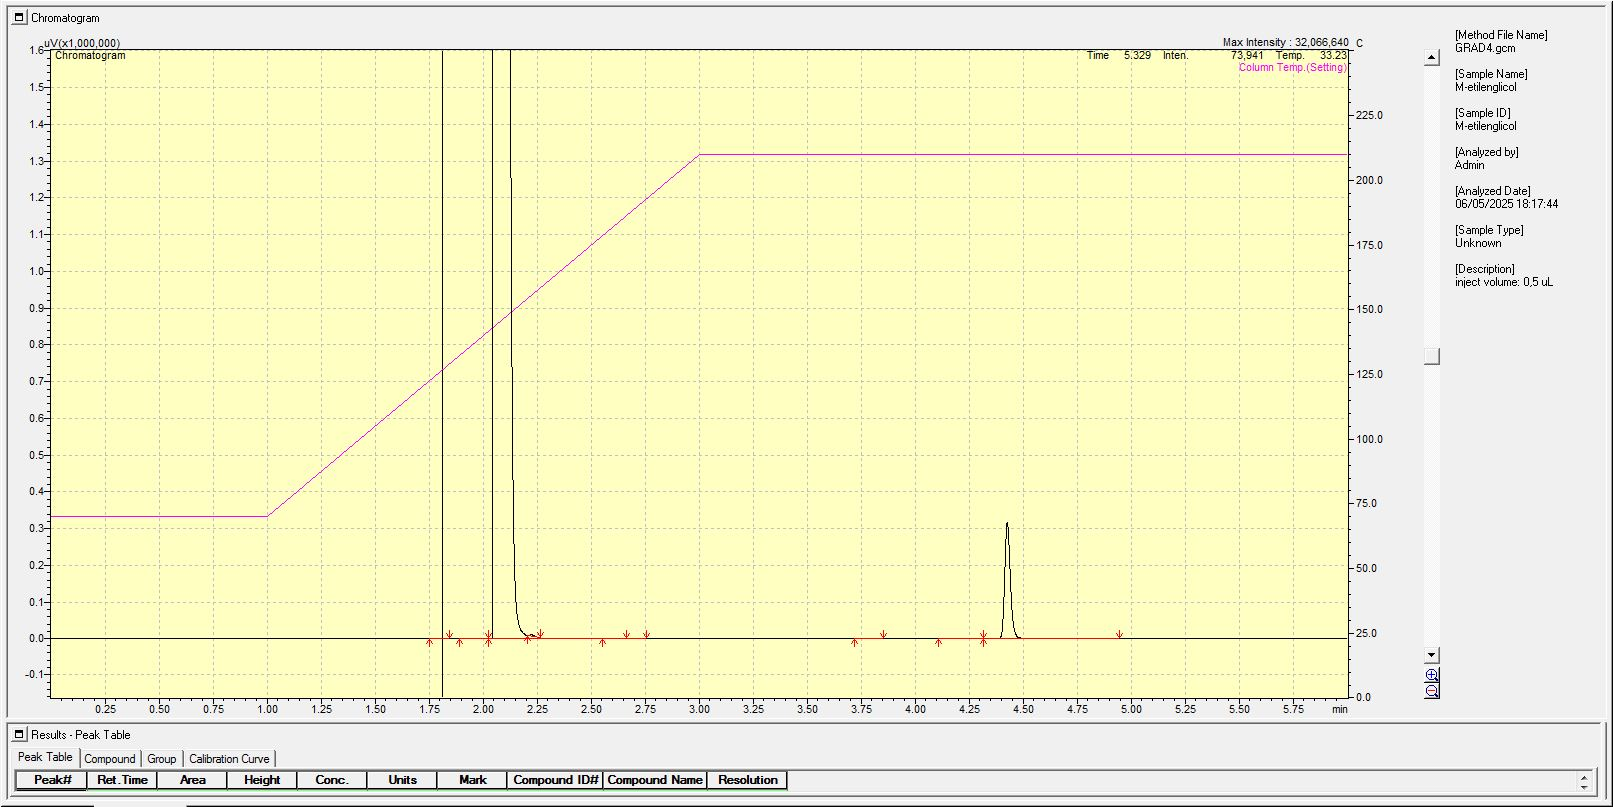 Chromatogram
uV(x1,000,000)
Max Intensity : 32,066,640
C
Chromatogram
Time 5.329 Inten. 73,941 Temp. 33.23
Column Temp.(Setting)
1.6
1.5
1.4
1.3
1.2
1.1
1.0
0.9
0.8
0.7
0.6
0.5
0.4
0.3
0.2
0.1
0.0
-0.1
225.0
200.0
175.0
150.0
125.0
100.0
75.0
50.0
25.0
0.0
0.25 0.50 0.75 1.00 1.25 1.50 1.75 2.00 2.25 2.50 2.75 3.00 3.25 3.50 3.75 4.00 4.25 4.50 4.75 5.00 5.25 5.50 5.75 min
[Method File Name]
GRAD4.gcm
[Sample Name]
M-etilenglicol
[Sample ID]
M-etilenglicol
[Analyzed by]
Admin
[Analyzed Date]
06/05/2025 18:17:44
[Sample Type]
Unknown
[Description]
inject volume: 0,5 uL
Results - Peak Table
Peak Table Compound Group Calibration Curve
Peak# Ret.Time Area Height Conc. Units Mark Compound ID# Compound Name Resolution